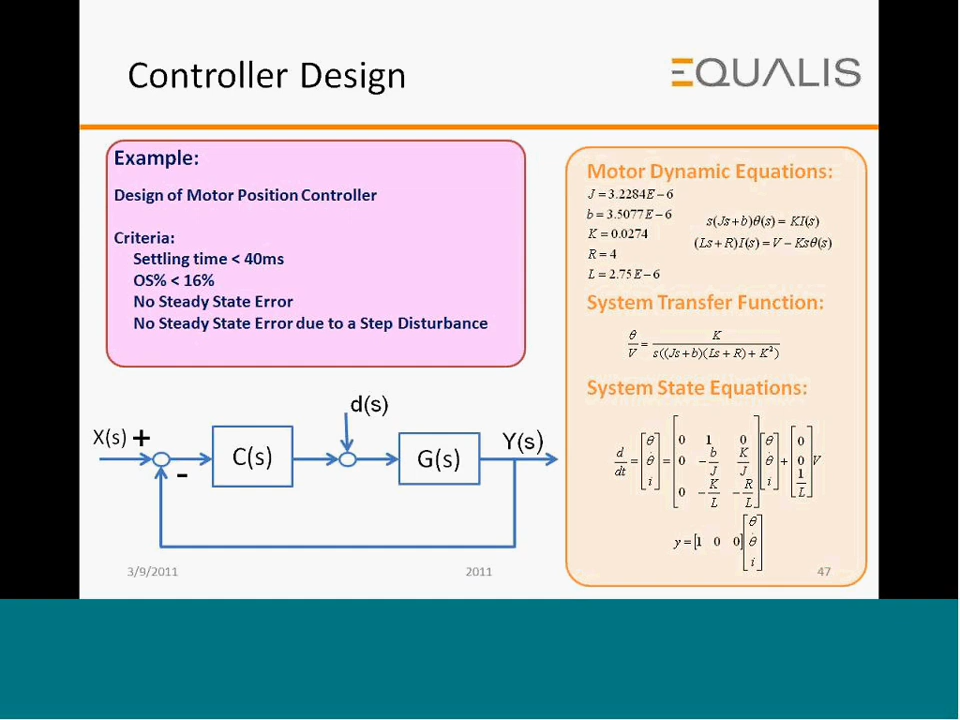 Controller Design
EQUALIS
Example:
Design of Motor Position Controller
Criteria:
Settling time < 40ms
OS% < 16%
No Steady State Error
No Steady State Error due to a Step Disturbance
Motor Dynamic Equations:
J = 3.2284E − 6
b = 3.5077E − 6
K = 0.0274
R = 4
L = 2.75E − 6
s(Js+b)θ(s) = KI(s)
(Ls+R)I(s) = V − Ksθ(s)
System Transfer Function:
θ/V = K / s((Js+b)(Ls+R)+K²)
System State Equations:
d/dt = [θ θ̇ i] = [0 1 0; 0 −b/J K/J; 0 −K/L −R/L] [θ θ̇ i] + [0 0 1/L] V
y = [1 0 0] [θ θ̇ i]
d(s)
X(s) + C(s) G(s) Y(s)
-
3/9/2011
2011
47